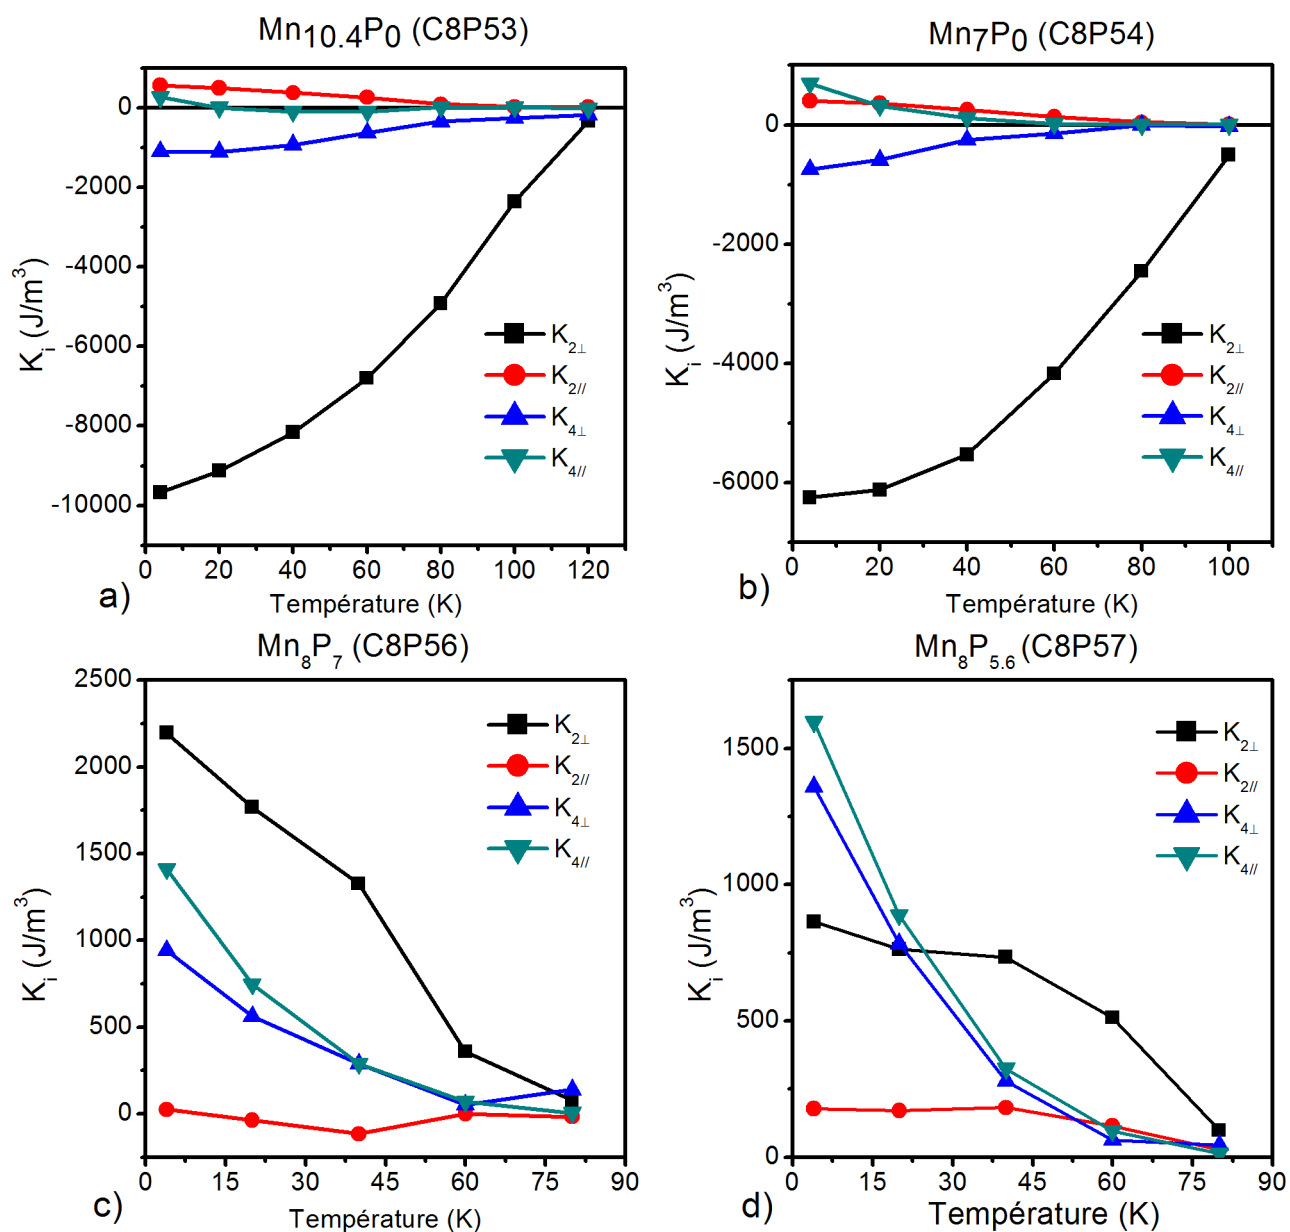 Mn10.4P0 (C8P53)
0
-2000
-4000
-6000
-8000
-10000
Ki (J/m3)
K2⊥
K2//
K4⊥
K4//
0 20 40 60 80 100 120
Température (K)
a)
Mn7P0 (C8P54)
0
-2000
-4000
-6000
Ki (J/m3)
K2⊥
K2//
K4⊥
K4//
0 20 40 60 80 100
Température (K)
b)
Mn8P7 (C8P56)
2500
2000
1500
1000
500
0
Ki (J/m3)
K2⊥
K2//
K4⊥
K4//
0 15 30 45 60 75 90
Température (K)
c)
Mn8P5.6 (C8P57)
1500
1000
500
0
Ki (J/m3)
K2⊥
K2//
K4⊥
K4//
0 15 30 45 60 75 90
Température (K)
d)